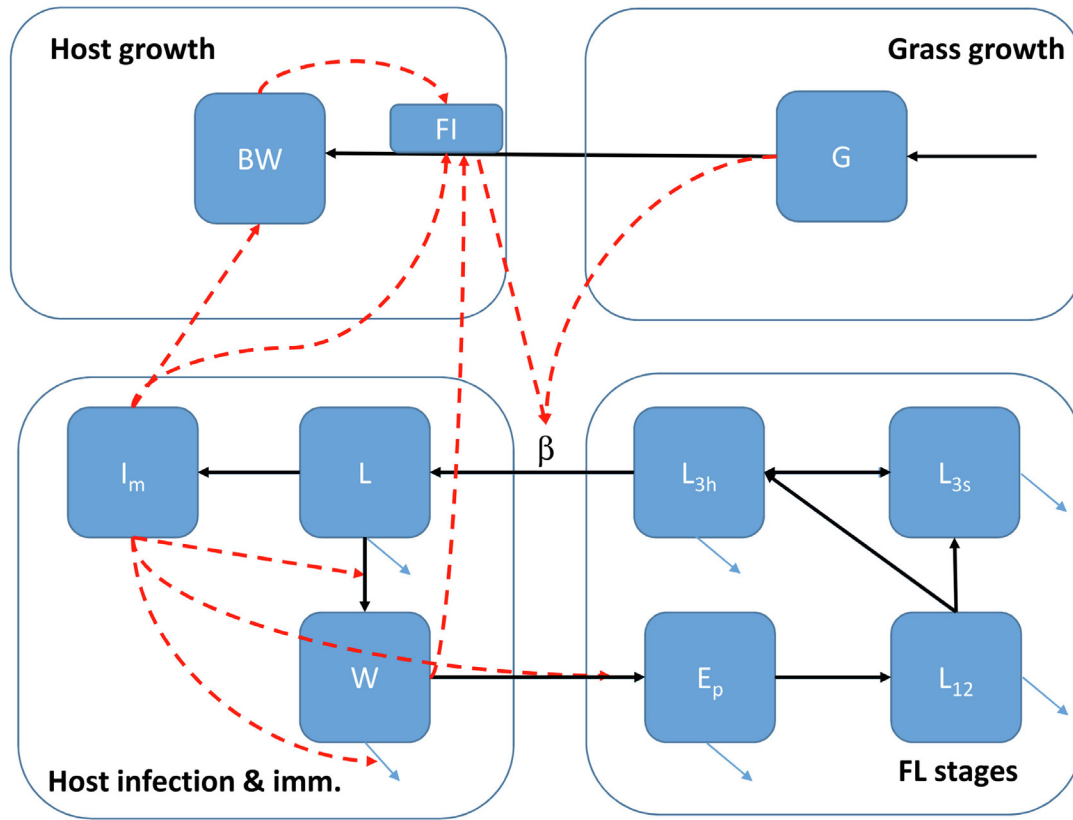 Host growth
Grass growth
FI
BW
G
β
Iₘ
L
L₃ₕ
L₃ₛ
W
Eₚ
L₁₂
Host infection & imm.
FL stages